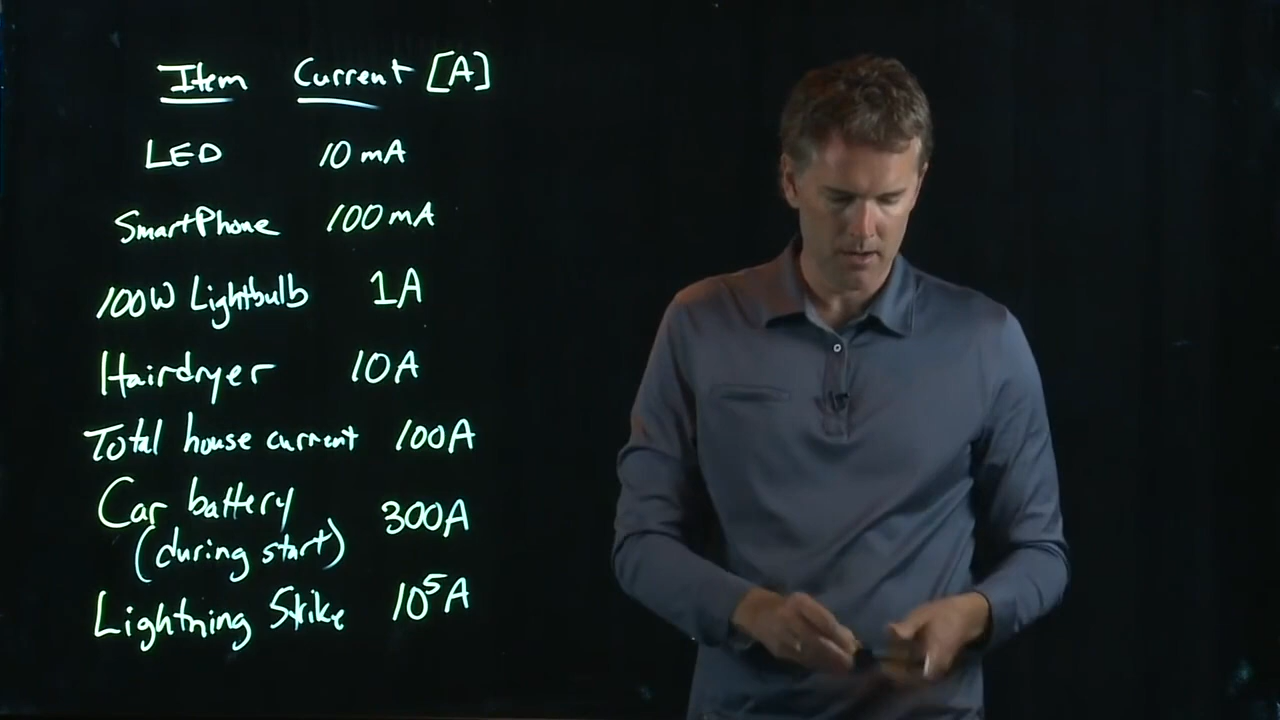 Item Current [A]
LED 10 mA
SmartPhone 100 mA
100W Lightbulb 1A
Hairdryer 10A
Total house current 100A
Car battery
(during start) 300A
Lightning Strike 10⁵A